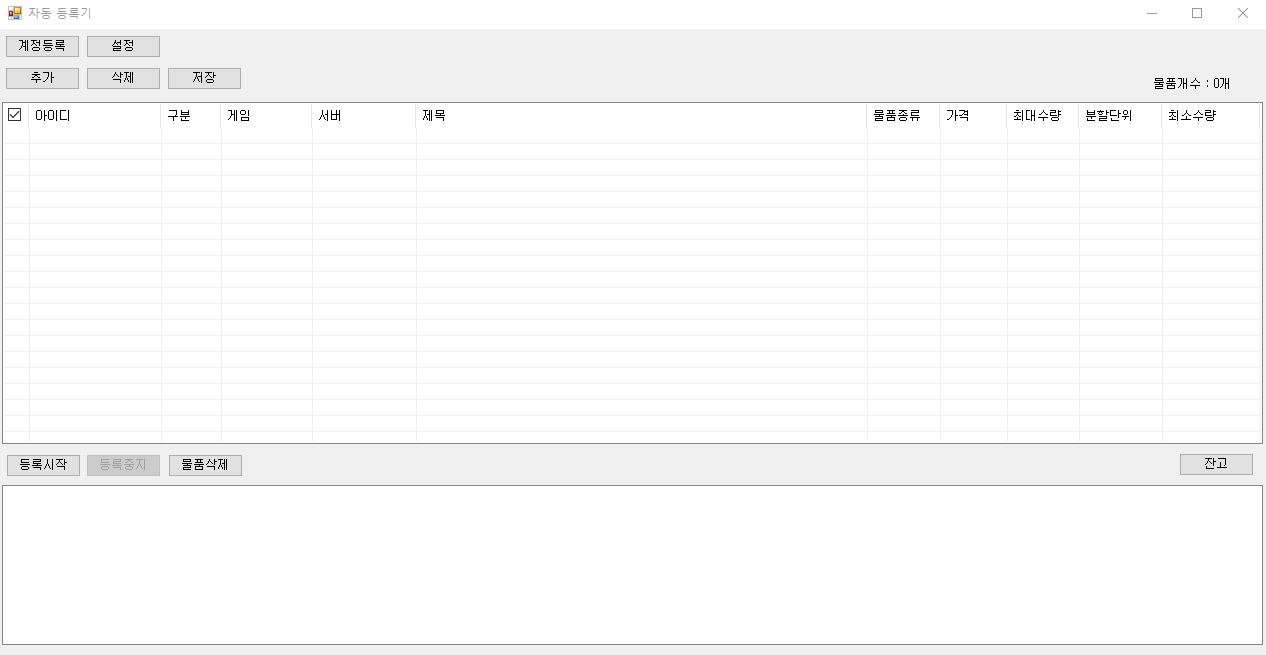 자동 등록기
계정등록 설정
추가 삭제 저장
물품개수 : 0개
아이디 구분 게임 서버 제목 물품종류 가격 최대수량 분할단위 최소수량
등록시작 등록중지 물품삭제 잔고